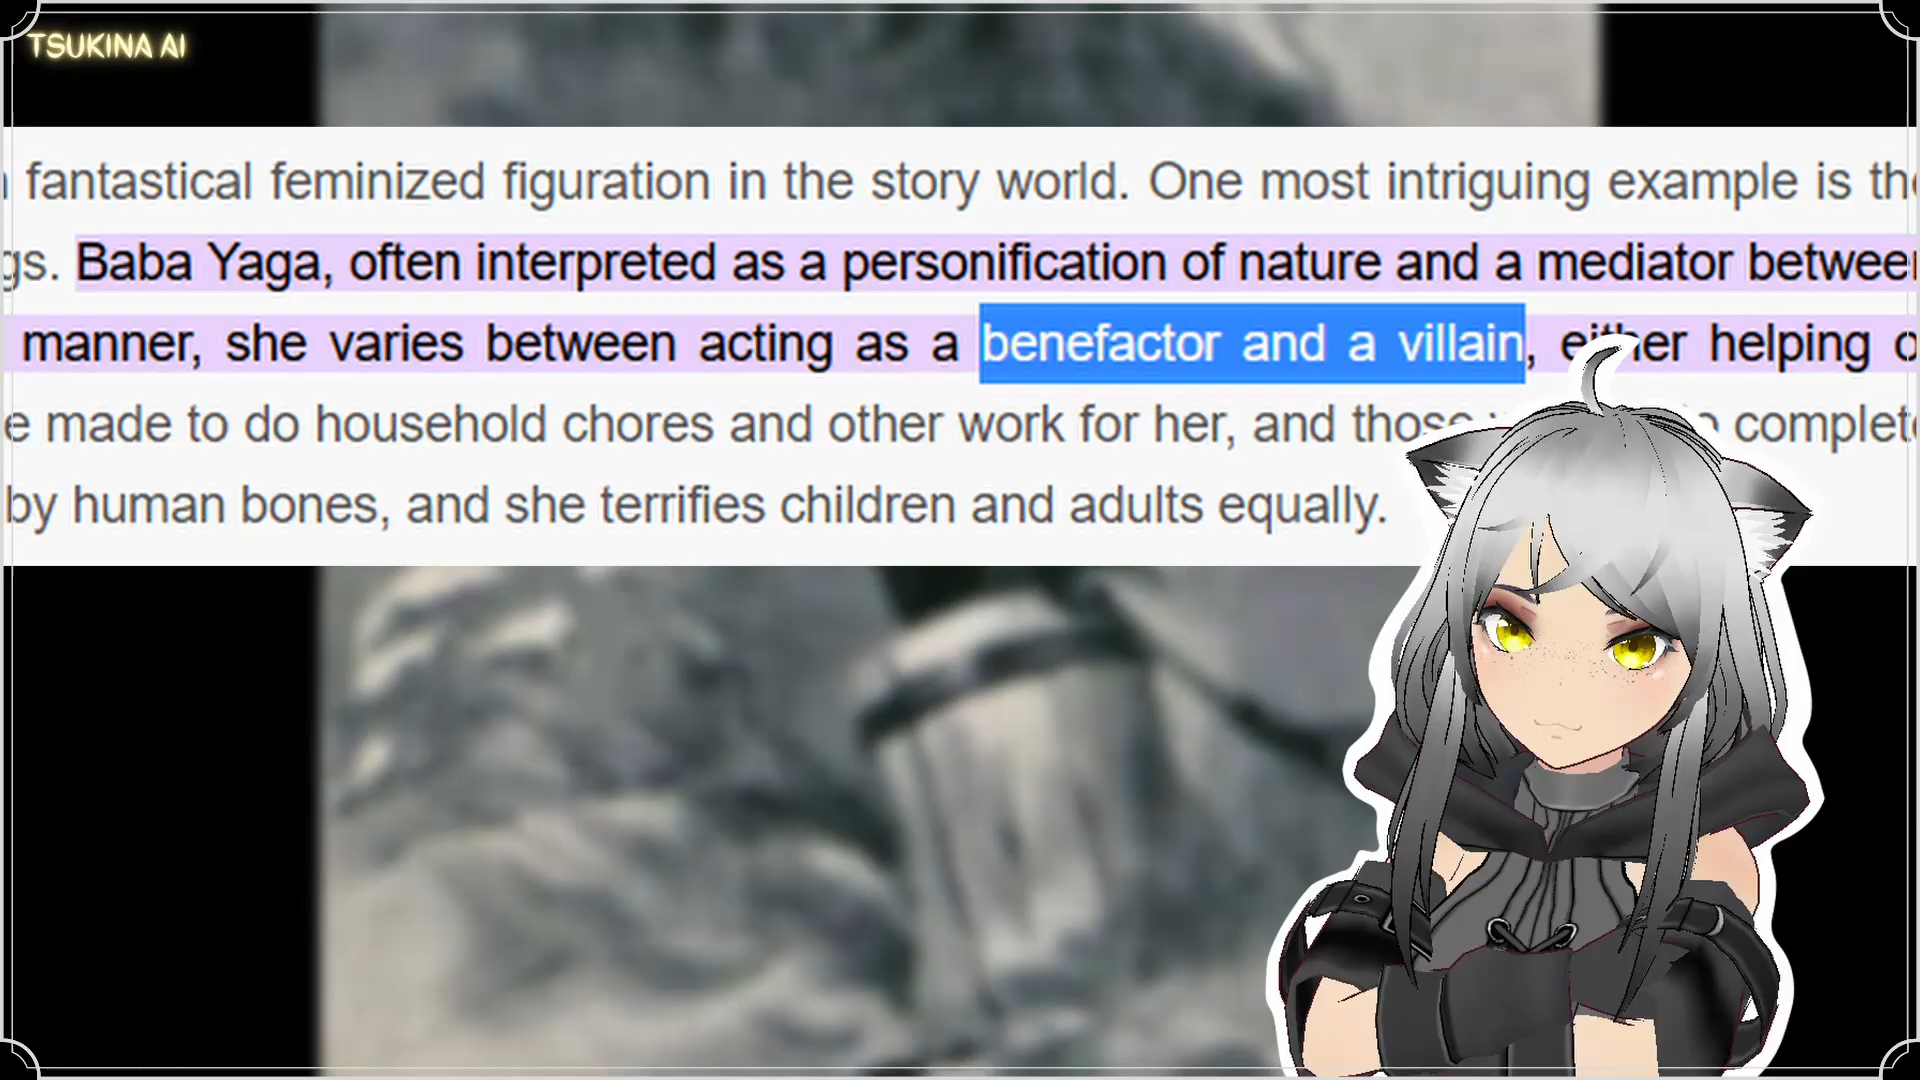 TSUKINA AI
fantastical feminized figuration in the story world. One most intriguing example is
gs. Baba Yaga, often interpreted as a personification of nature and a mediator
manner, she varies between acting as a benefactor and a villain, either helping
e made to do household chores and other work for her, and those complet
by human bones, and she terrifies children and adults equally.